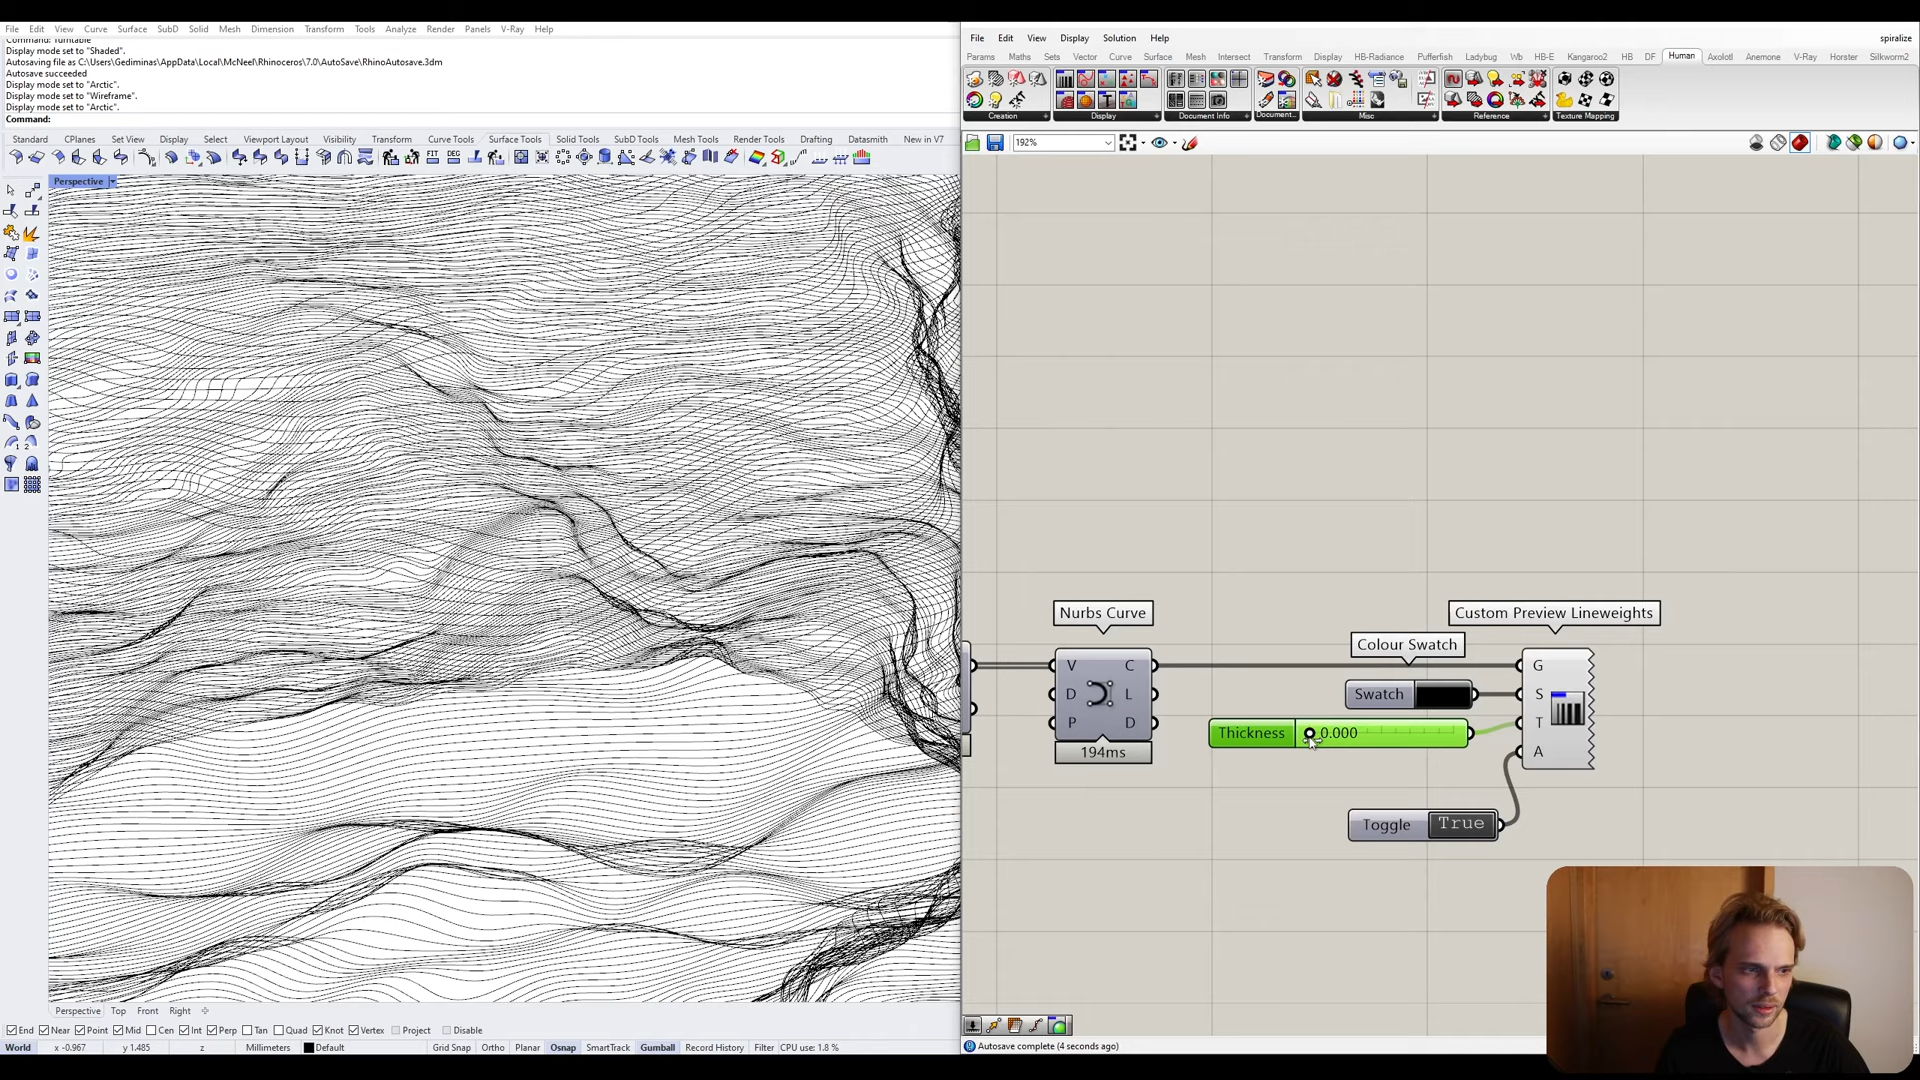 File Edit View Curve Surface SubD Solid Mesh Dimension Transform Tools Analyze Render Panels V-Ray Help
Display mode set to "Shaded".
Autosaving file as C:\Users\Gediminas\AppData\Local\McNeel\Rhinoceros\7.0\AutoSave\RhinoAutosave.3dm
Autosave succeeded
Display mode set to "Arctic".
Display mode set to "Wireframe".
Display mode set to "Arctic".
Command:
Standard CPlanes Set View Display Select Viewport Layout Visibility Transform Curve Tools Surface Tools Solid Tools SubD Tools Mesh Tools Render Tools Drafting Datasmith New in V7
Perspective
Perspective Top Front Right
End Near Point Mid Cen Int Perp Tan Quad Knot Vertex Project Disable
World x -0.967 y 1.485 z Millimeters Default Grid Snap Ortho Planar Osnap SmartTrack Gumball Record History Filter CPU use: 1.8 %
File Edit View Display Solution Help spiralize
Params Maths Sets Vector Curve Surface Mesh Intersect Transform Display HB-Radiance Pufferfish Ladybug Wb HB-E Kangaroo2 HB DF Human Axolotl Anemone V-Ray Horster Silkworm2
Creation Display Document Info Document... Misc Reference Texture Mapping
192%
Nurbs Curve
V C
D L
P D
194ms
Custom Preview Lineweights
Colour Swatch
G
Swatch S
Thickness 0.000 T
A
Toggle True
Autosave complete (4 seconds ago)